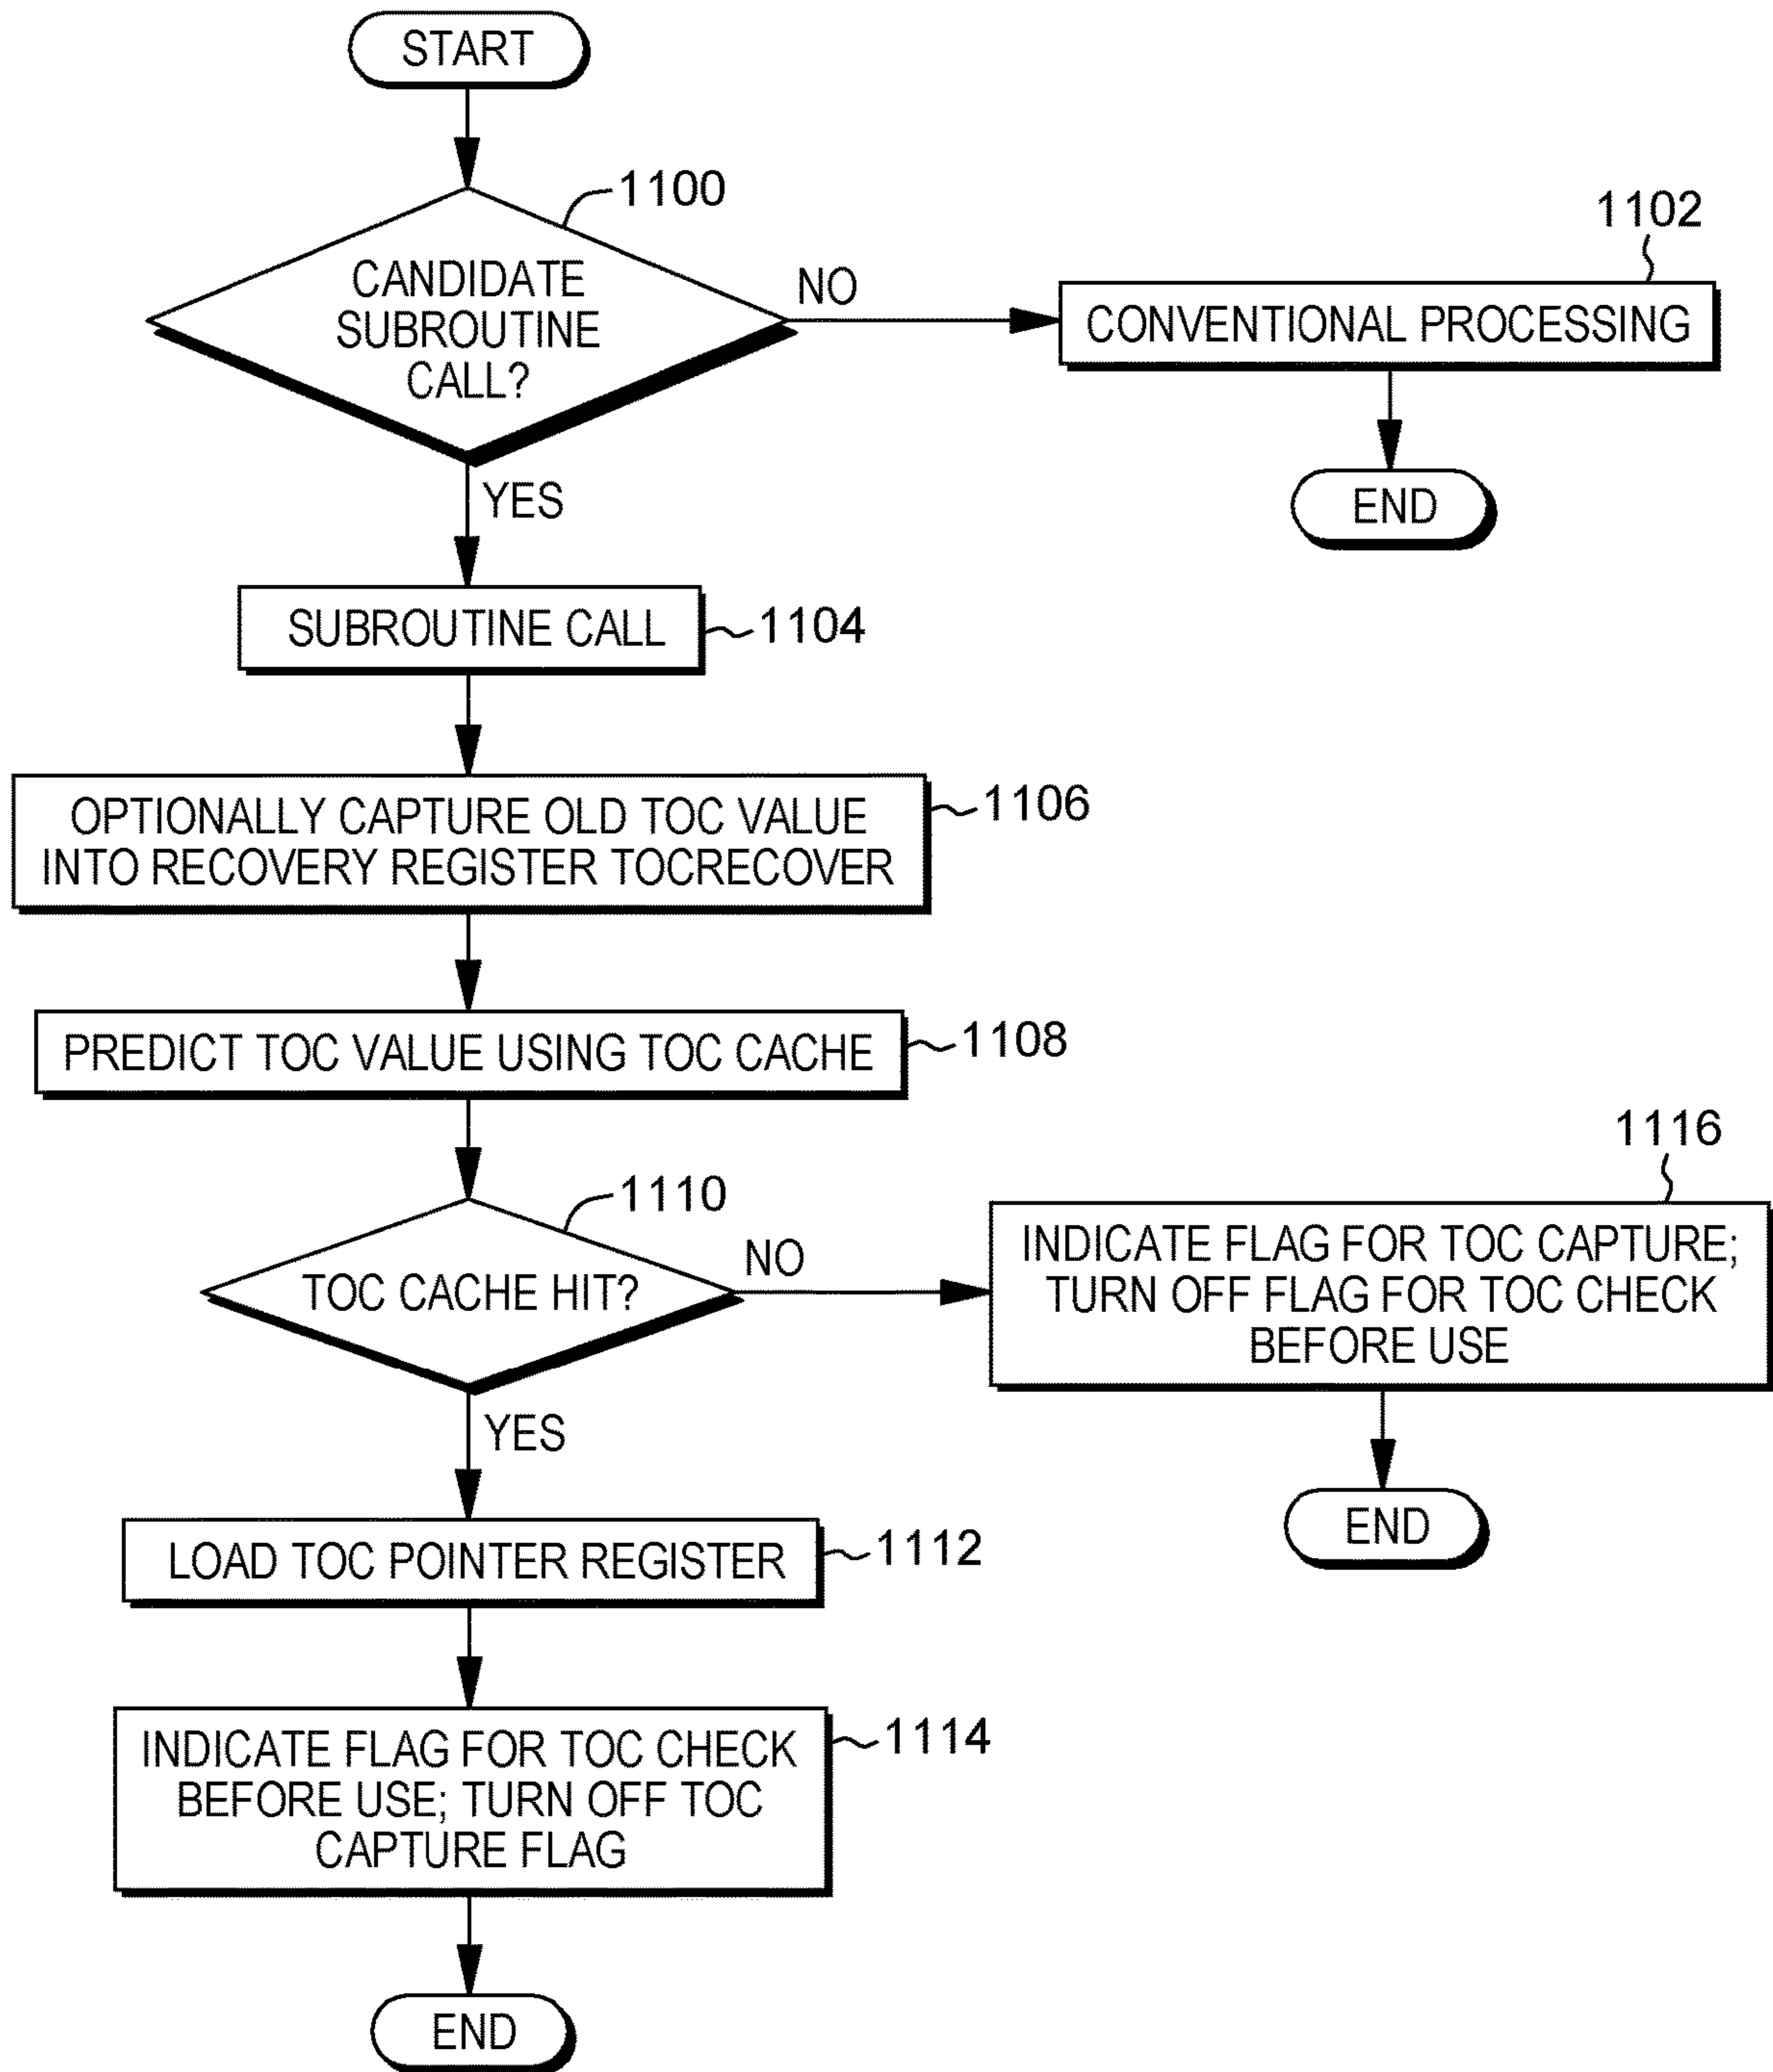 START
1100
CANDIDATE
SUBROUTINE
CALL?
NO
1102
CONVENTIONAL PROCESSING
END
YES
SUBROUTINE CALL
1104
OPTIONALLY CAPTURE OLD TOC VALUE
INTO RECOVERY REGISTER TOCRECOVER
1106
PREDICT TOC VALUE USING TOC CACHE
1108
1110
TOC CACHE HIT?
NO
1116
INDICATE FLAG FOR TOC CAPTURE;
TURN OFF FLAG FOR TOC CHECK
BEFORE USE
END
YES
LOAD TOC POINTER REGISTER
1112
INDICATE FLAG FOR TOC CHECK
BEFORE USE; TURN OFF TOC
CAPTURE FLAG
1114
END